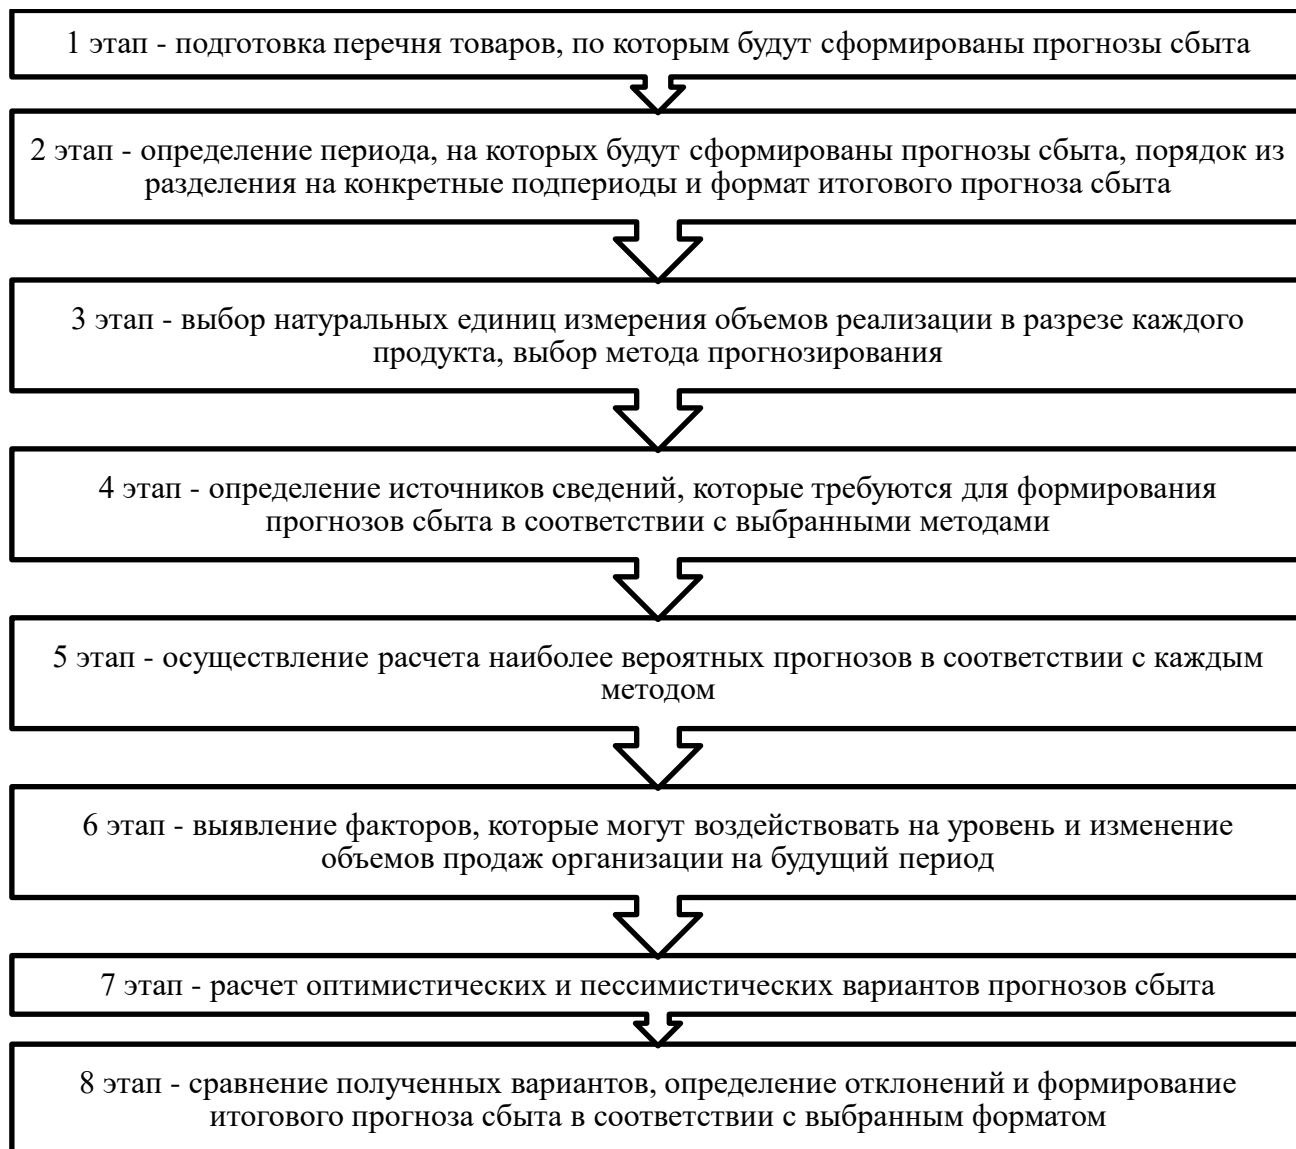 1 этап - подготовка перечня товаров, по которым будут сформированы прогнозы сбыта
2 этап - определение периода, на которых будут сформированы прогнозы сбыта, порядок из
разделения на конкретные подпериоды и формат итогового прогноза сбыта
3 этап - выбор натуральных единиц измерения объемов реализации в разрезе каждого
продукта, выбор метода прогнозирования
4 этап - определение источников сведений, которые требуются для формирования
прогнозов сбыта в соответствии с выбранными методами
5 этап - осуществление расчета наиболее вероятных прогнозов в соответствии с каждым
методом
6 этап - выявление факторов, которые могут воздействовать на уровень и изменение
объемов продаж организации на будущий период
7 этап - расчет оптимистических и пессимистических вариантов прогнозов сбыта
8 этап - сравнение полученных вариантов, определение отклонений и формирование
итогового прогноза сбыта в соответствии с выбранным форматом